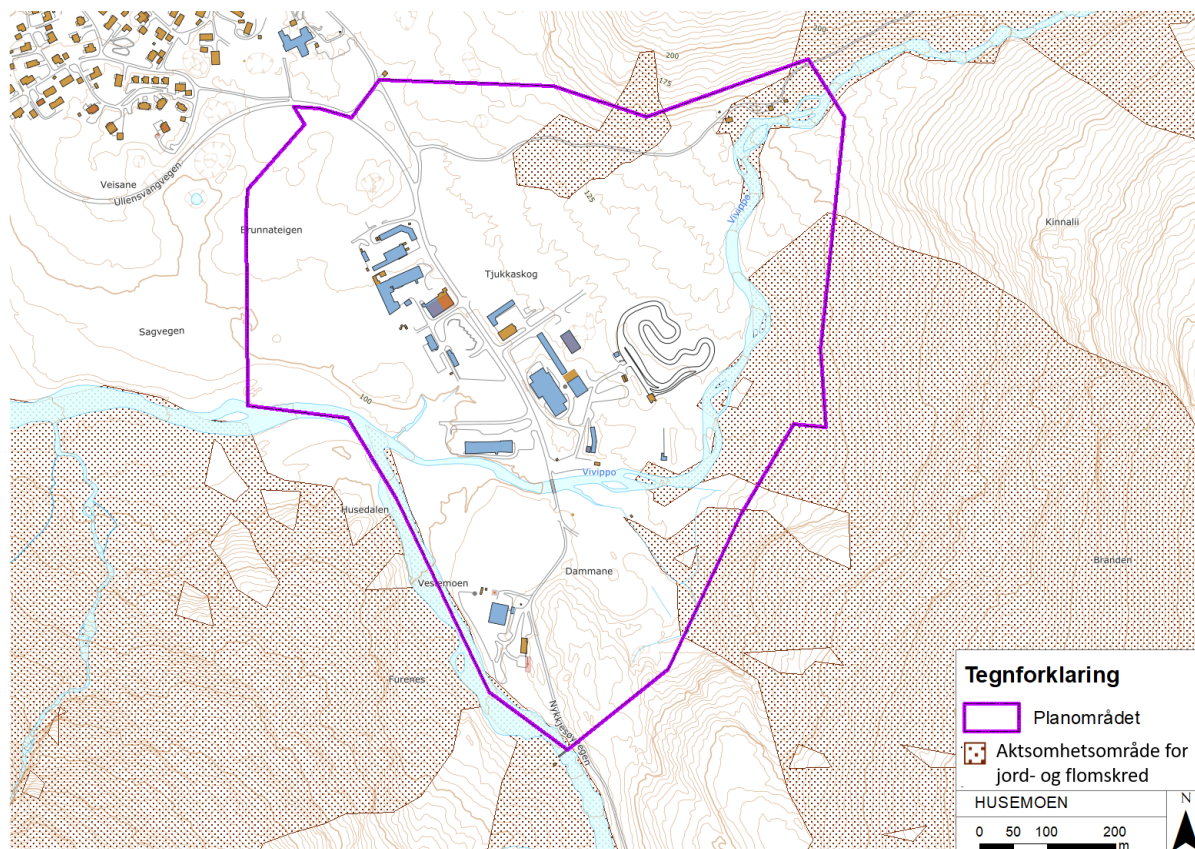 200
200
175
Veisane
Ullensvangvegen
125
Vivippo
Kinnalii
Brunnateigen
Tjukkaskog
Sagvegen
100
Vivippo
Husedalen
Branden
Dammane
Vestemoen
Furenes
Nykkjesøyvegen
Tegnforklaring
Planområdet
Aktsomhetsområde for
jord- og flomskred
HUSEMOEN
N
0 50 100 200
m